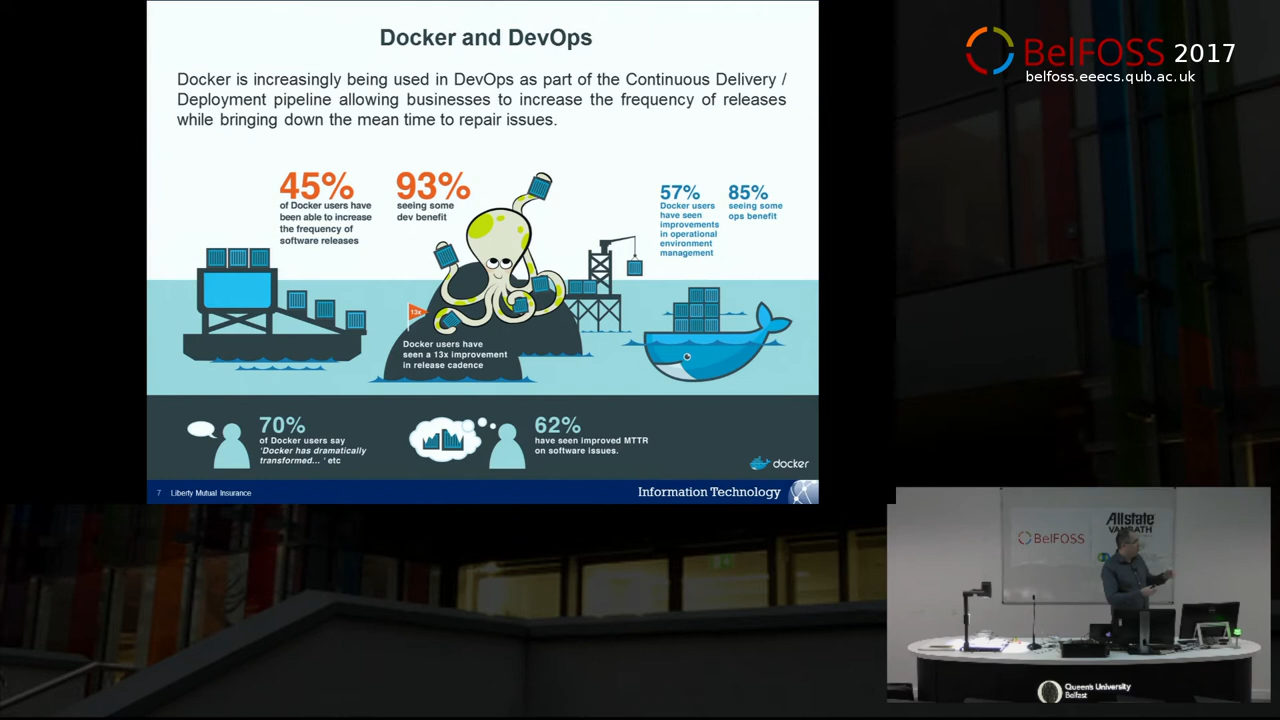 Docker and DevOps
Docker is increasingly being used in DevOps as part of the Continuous Delivery /
Deployment pipeline allowing businesses to increase the frequency of releases
while bringing down the mean time to repair issues.
45%
of Docker users have
been able to increase
the frequency of
software releases
93%
seeing some
dev benefit
57%
Docker users
have seen
improvements
in operational
environment
management
85%
seeing some
ops benefit
13x
Docker users have
seen a 13x improvement
in release cadence
70%
of Docker users say
'Docker has dramatically
transformed... ' etc
62%
have seen improved MTTR
on software issues.
docker
7 Liberty Mutual Insurance
Information Technology
BelFOSS 2017
belfoss.eeecs.qub.ac.uk
BelFOSS
Allstate
VANRATH
Queen's University
Belfast